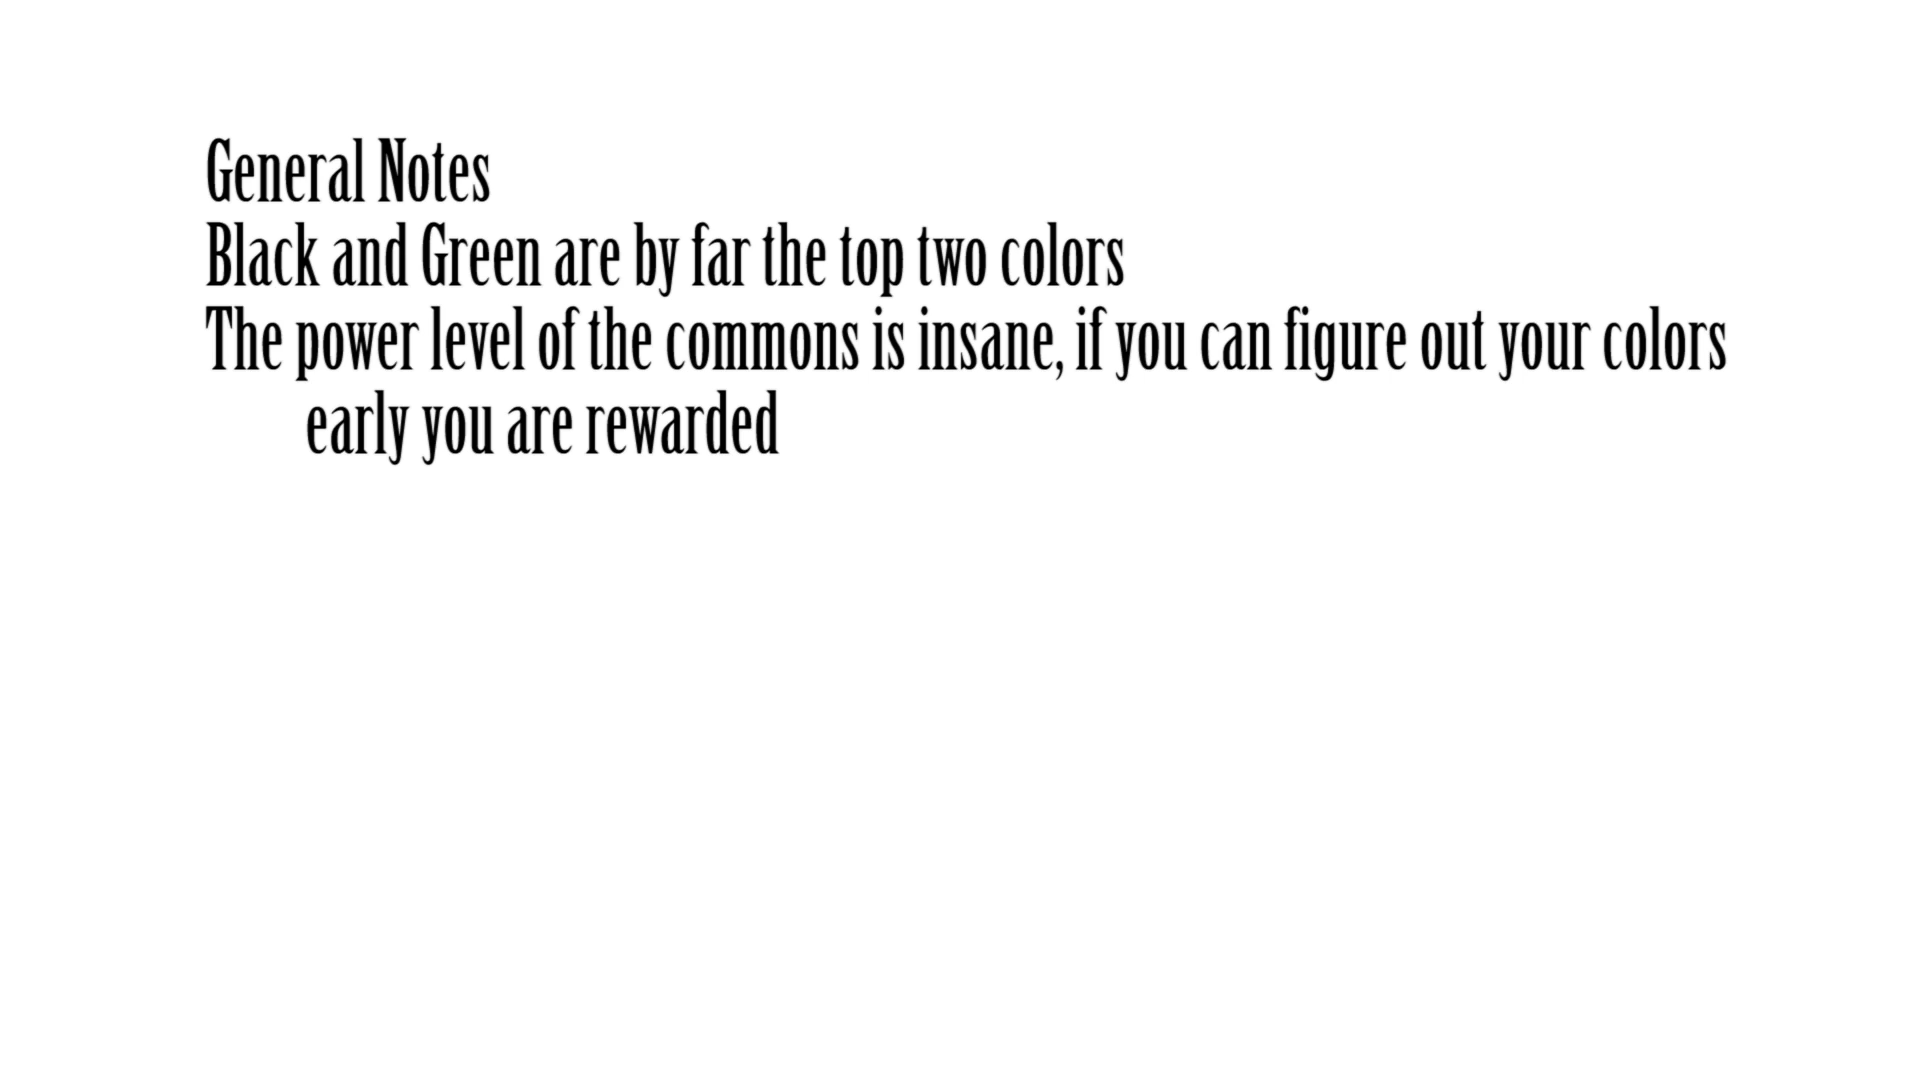 General Notes
Black and Green are by far the top two colors
The power level of the commons is insane, if you can figure out your colors
early you are rewarded